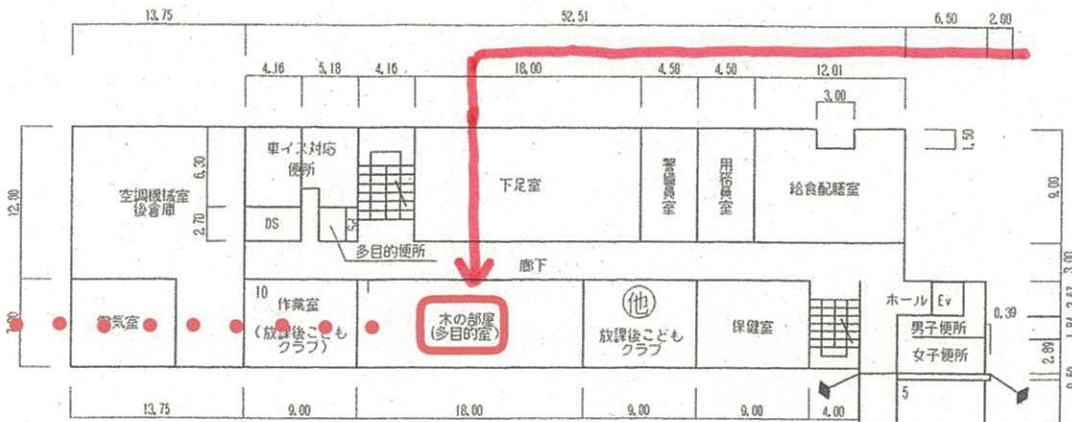 13.75
52.51
6.50
2.00
4.16
5.18
4.16
18.00
4.50
4.50
12.01
3.00
1.50
12.00
6.30
2.70
9.00
3.00
空調機械室
後倉庫
車イス対応
便所
DS
多目的便所
下足室
警備員室
用務員室
給食配膳室
廊下
電気室
10
作業室
(放課後こども
クラブ)
木の部屋
(多目的室)
他
放課後こども
クラブ
保健室
ホール
Ev
男子便所
女子便所
5
0.39
2.89
13.75
9.00
18.00
9.00
9.00
4.00